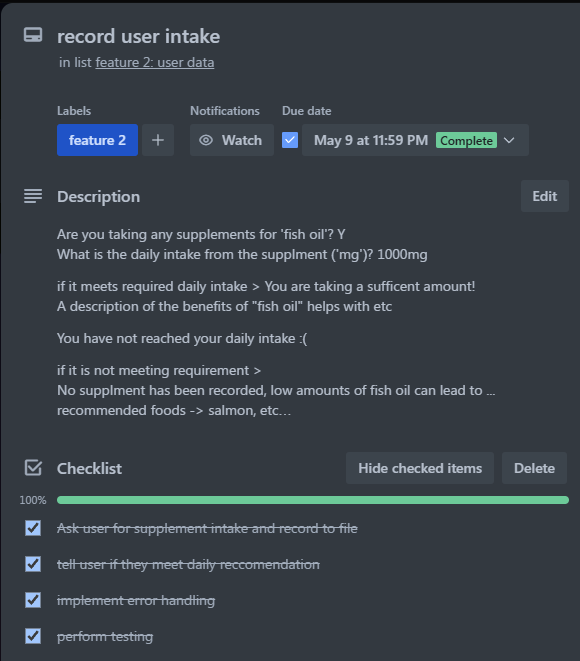 record user intake
in list feature 2: user data
Labels
Notifications
Due date
feature 2
+
Watch
May 9 at 11:59 PM Complete
Description
Edit
Are you taking any supplements for 'fish oil'? Y
What is the daily intake from the supplment ('mg')? 1000mg
if it meets required daily intake > You are taking a sufficent amount!
A description of the benefits of "fish oil" helps with etc
You have not reached your daily intake :(
if it is not meeting requirement >
No supplment has been recorded, low amounts of fish oil can lead to ...
recommended foods -> salmon, etc...
Checklist
Hide checked items
Delete
100%
Ask user for supplement intake and record to file
tell user if they meet daily reccomendation
implement error handling
perform testing